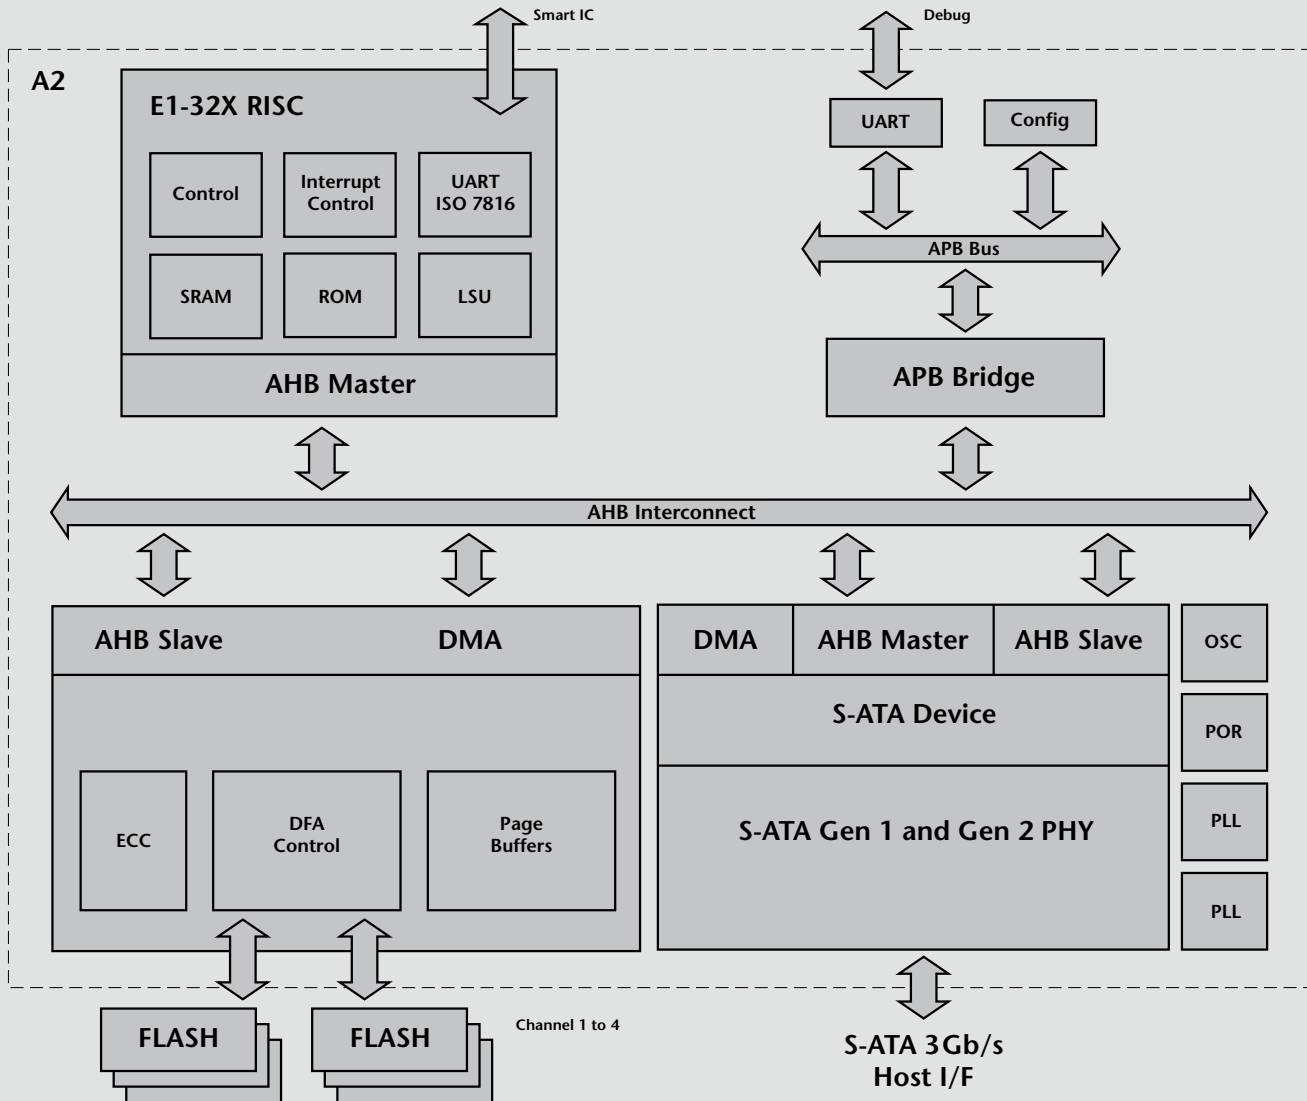 Smart IC
Debug
A2
E1-32X RISC
UART
Config
Control
Interrupt
Control
UART
ISO 7816
APB Bus
SRAM
ROM
LSU
AHB Master
APB Bridge
AHB Interconnect
AHB Slave
DMA
DMA
AHB Master
AHB Slave
OSC
S-ATA Device
POR
ECC
DFA
Control
Page
Buffers
S-ATA Gen 1 and Gen 2 PHY
PLL
PLL
FLASH
FLASH
Channel 1 to 4
S-ATA 3Gb/s
Host I/F